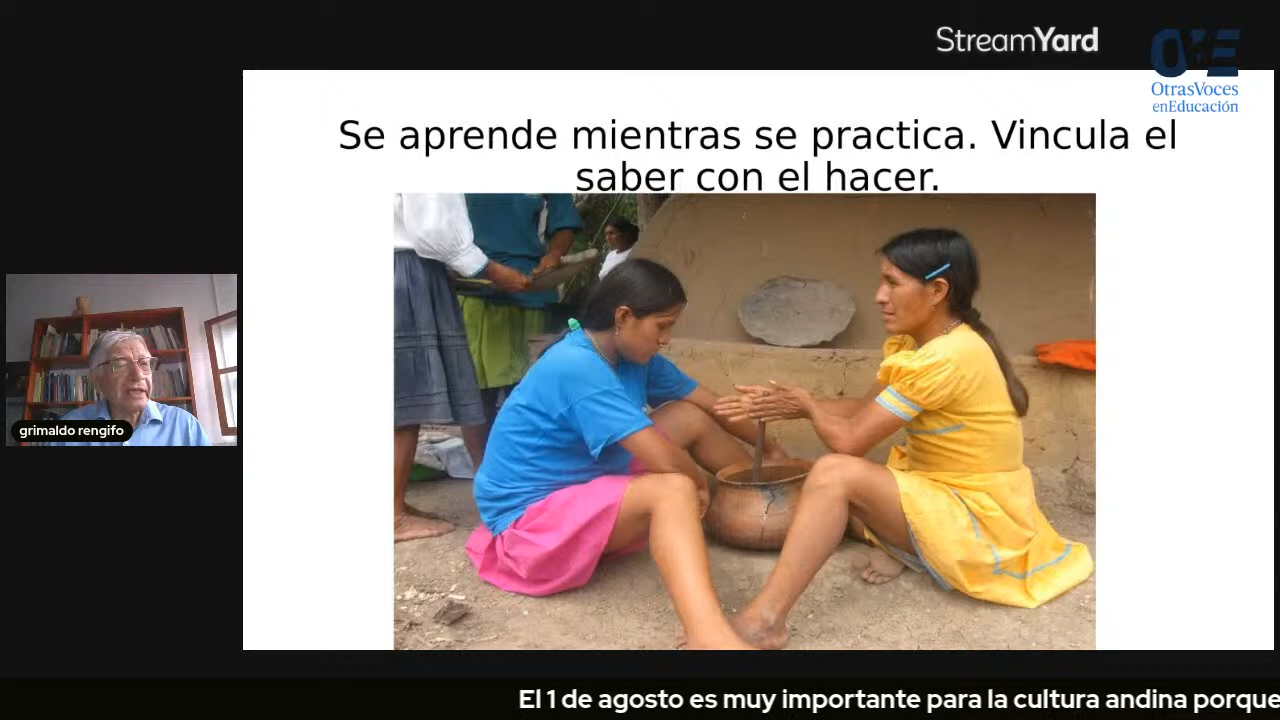 StreamYard
OVE
OtrasVoces
enEducación
Se aprende mientras se practica. Vincula el
saber con el hacer.
grimaldo rengifo
El 1 de agosto es muy importante para la cultura andina porque